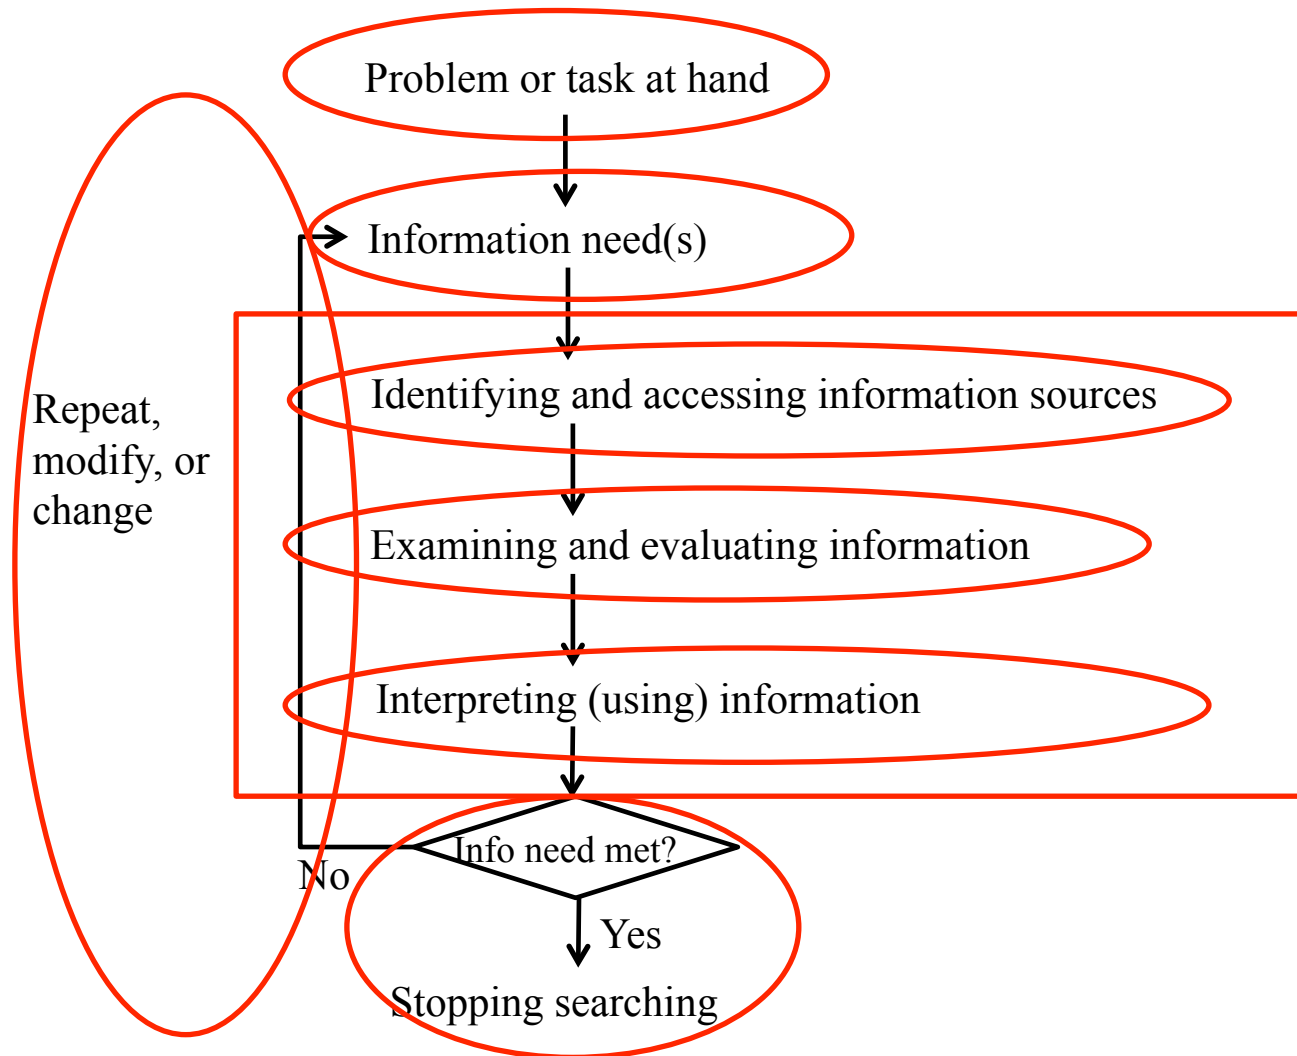 Problem or task at hand
Information need(s)
Identifying and accessing information sources
Repeat,
modify, or
change
Examining and evaluating information
Interpreting (using) information
Info need met?
No
Yes
Stopping searching